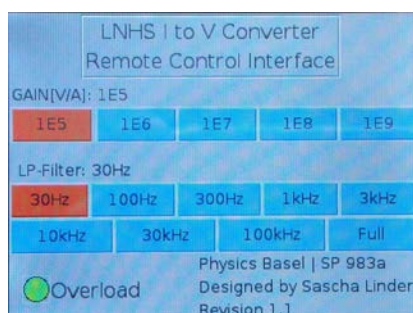 LNHS I to V Converter
Remote Control Interface
GAIN[V/A]: 1E5
1E5 1E6 1E7 1E8 1E9
LP-Filter: 30Hz
30Hz 100Hz 300Hz 1kHz 3kHz
10kHz 30kHz 100kHz Full
Physics Basel | SP 983a
Overload Designed by Sascha Linder
Revision 1.1